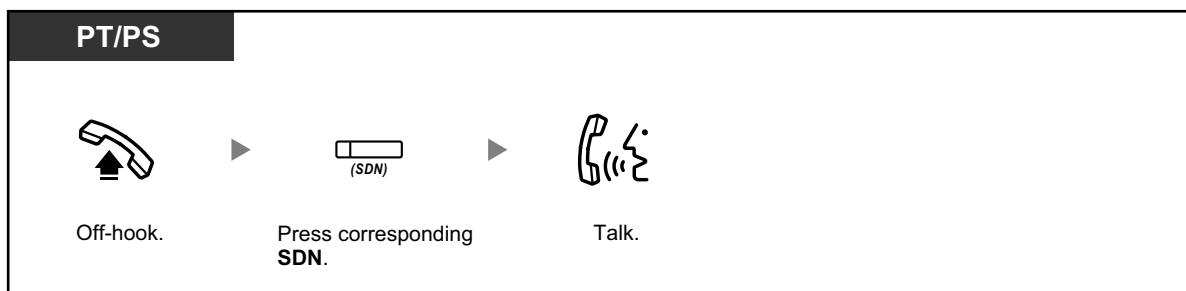 PT/PS
(SDN)
Off-hook.
Press corresponding
SDN.
Talk.